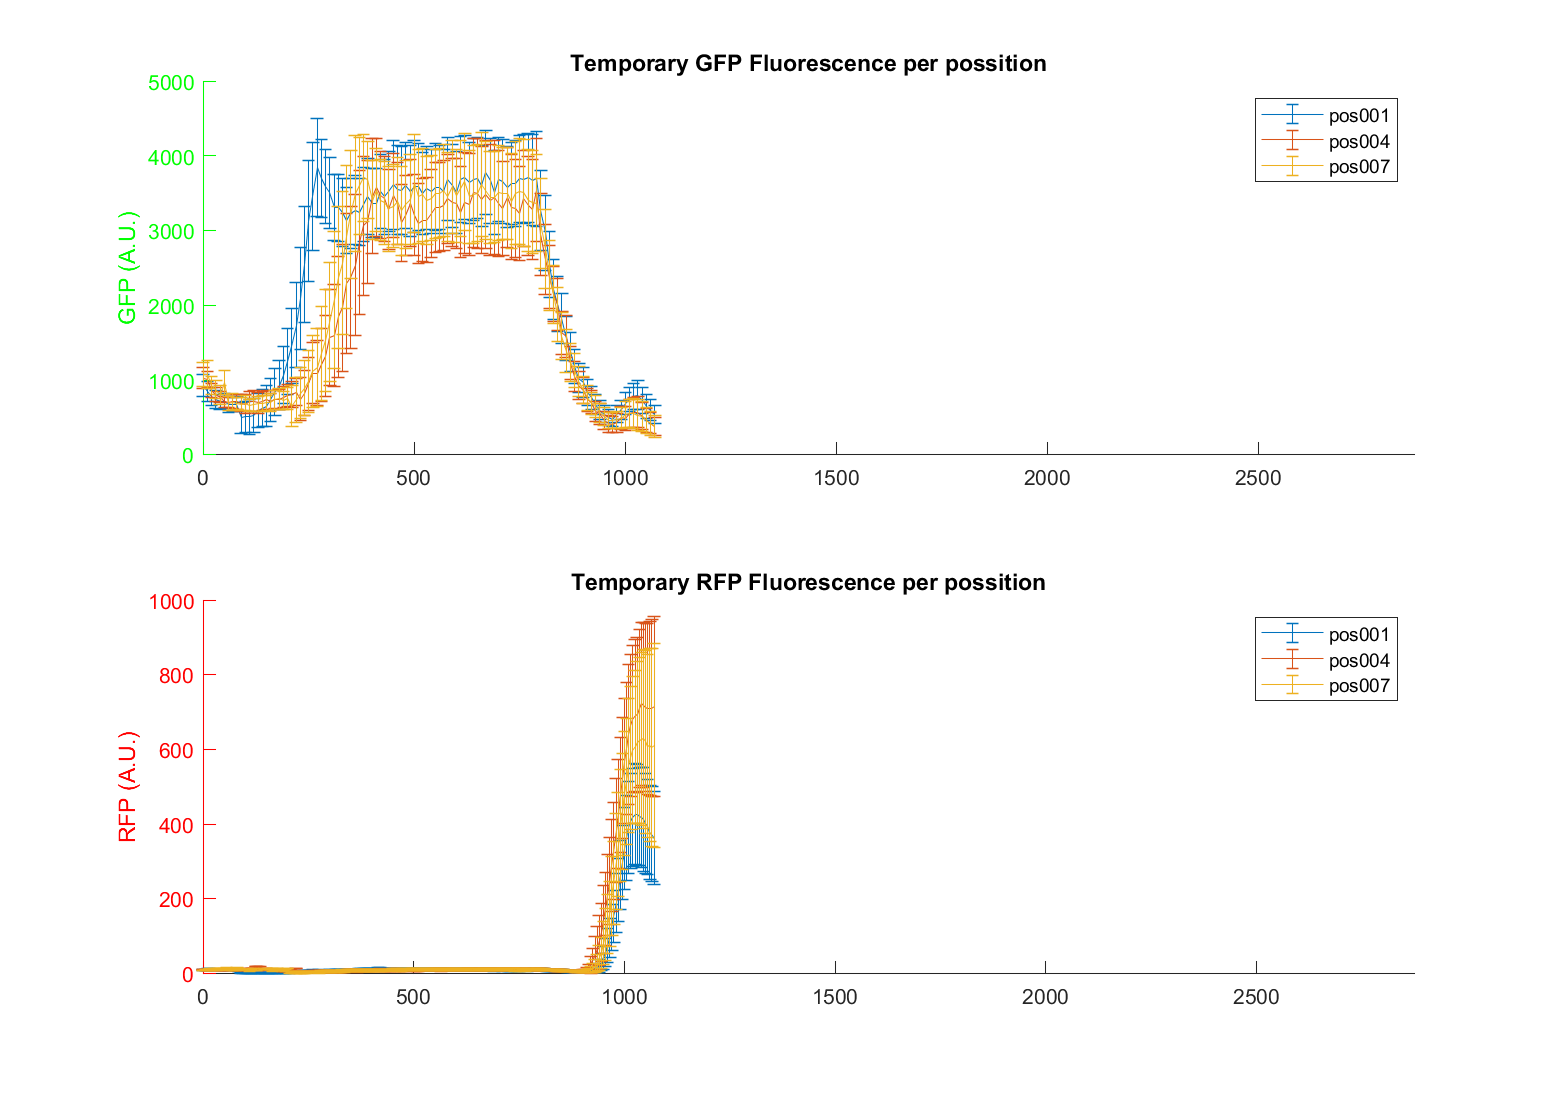 Temporary GFP Fluorescence per possition
GFP (A.U.)
5000
4000
3000
2000
1000
0
0 500 1000 1500 2000 2500
pos001
pos004
pos007
Temporary RFP Fluorescence per possition
RFP (A.U.)
1000
800
600
400
200
0
0 500 1000 1500 2000 2500
pos001
pos004
pos007